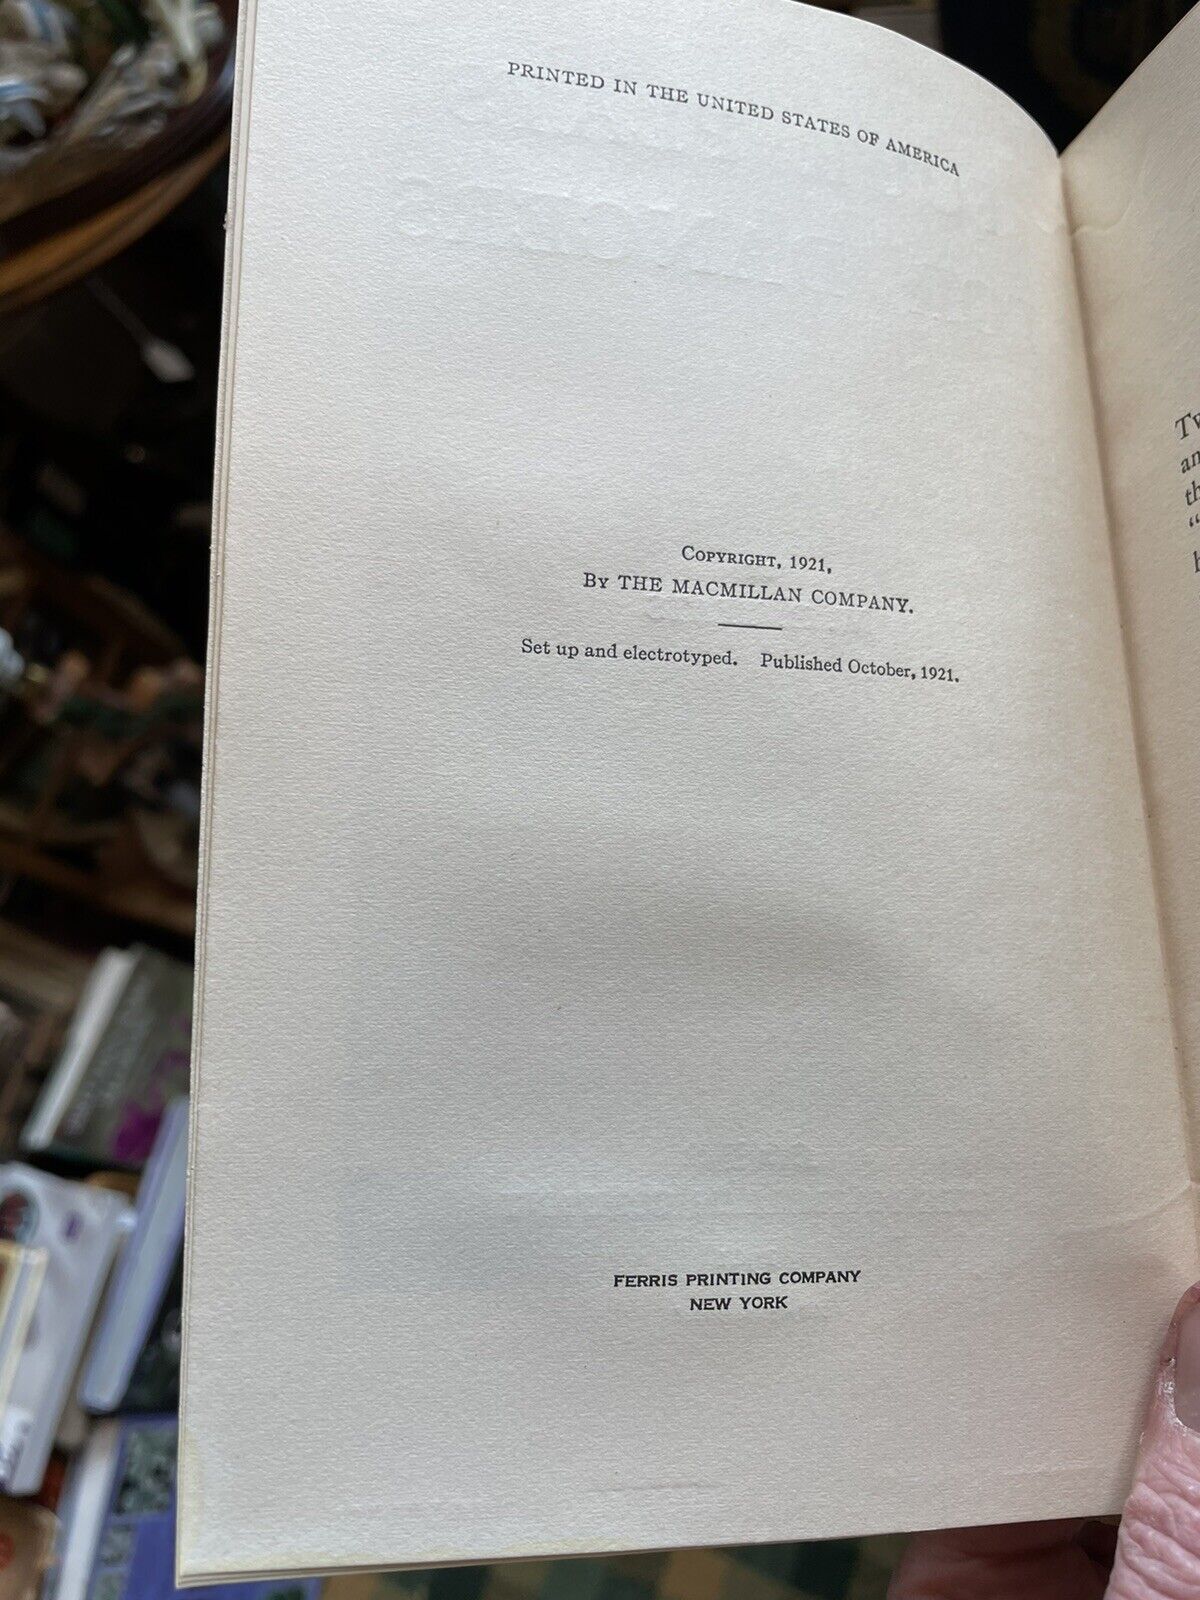 PRINTED IN THE UNITED STATES OF AMERICA
COPYRIGHT, 1921,
BY THE MACMILLAN COMPANY.
Set up and electrotyped. Published October, 1921.
FERRIS PRINTING COMPANY
NEW YORK